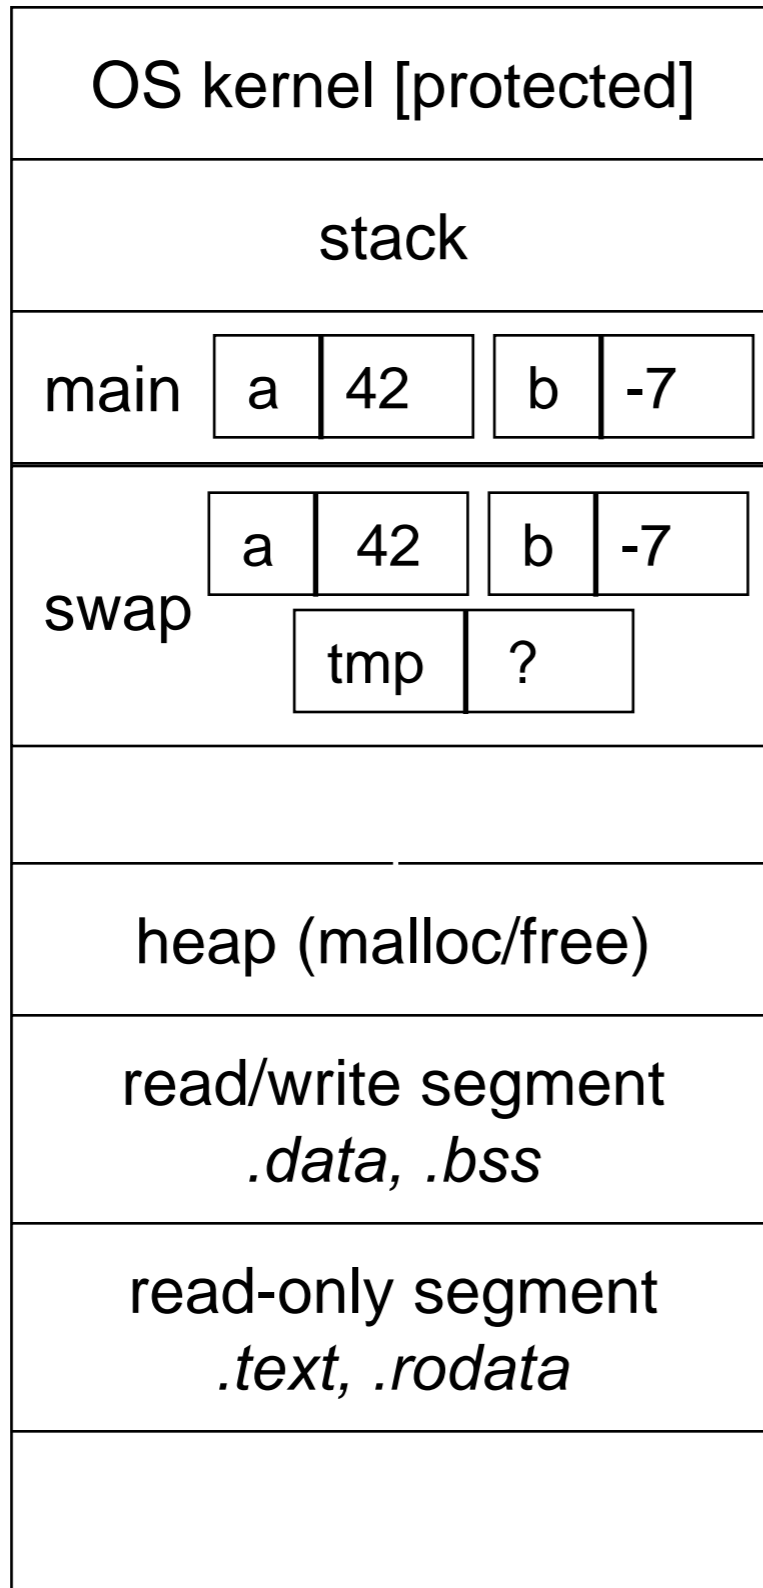 OS kernel [protected]
stack
main a 42 b -7
a 42 b -7
swap
tmp ?
heap (malloc/free)
read/write segment
.data, .bss
read-only segment
.text, .rodata